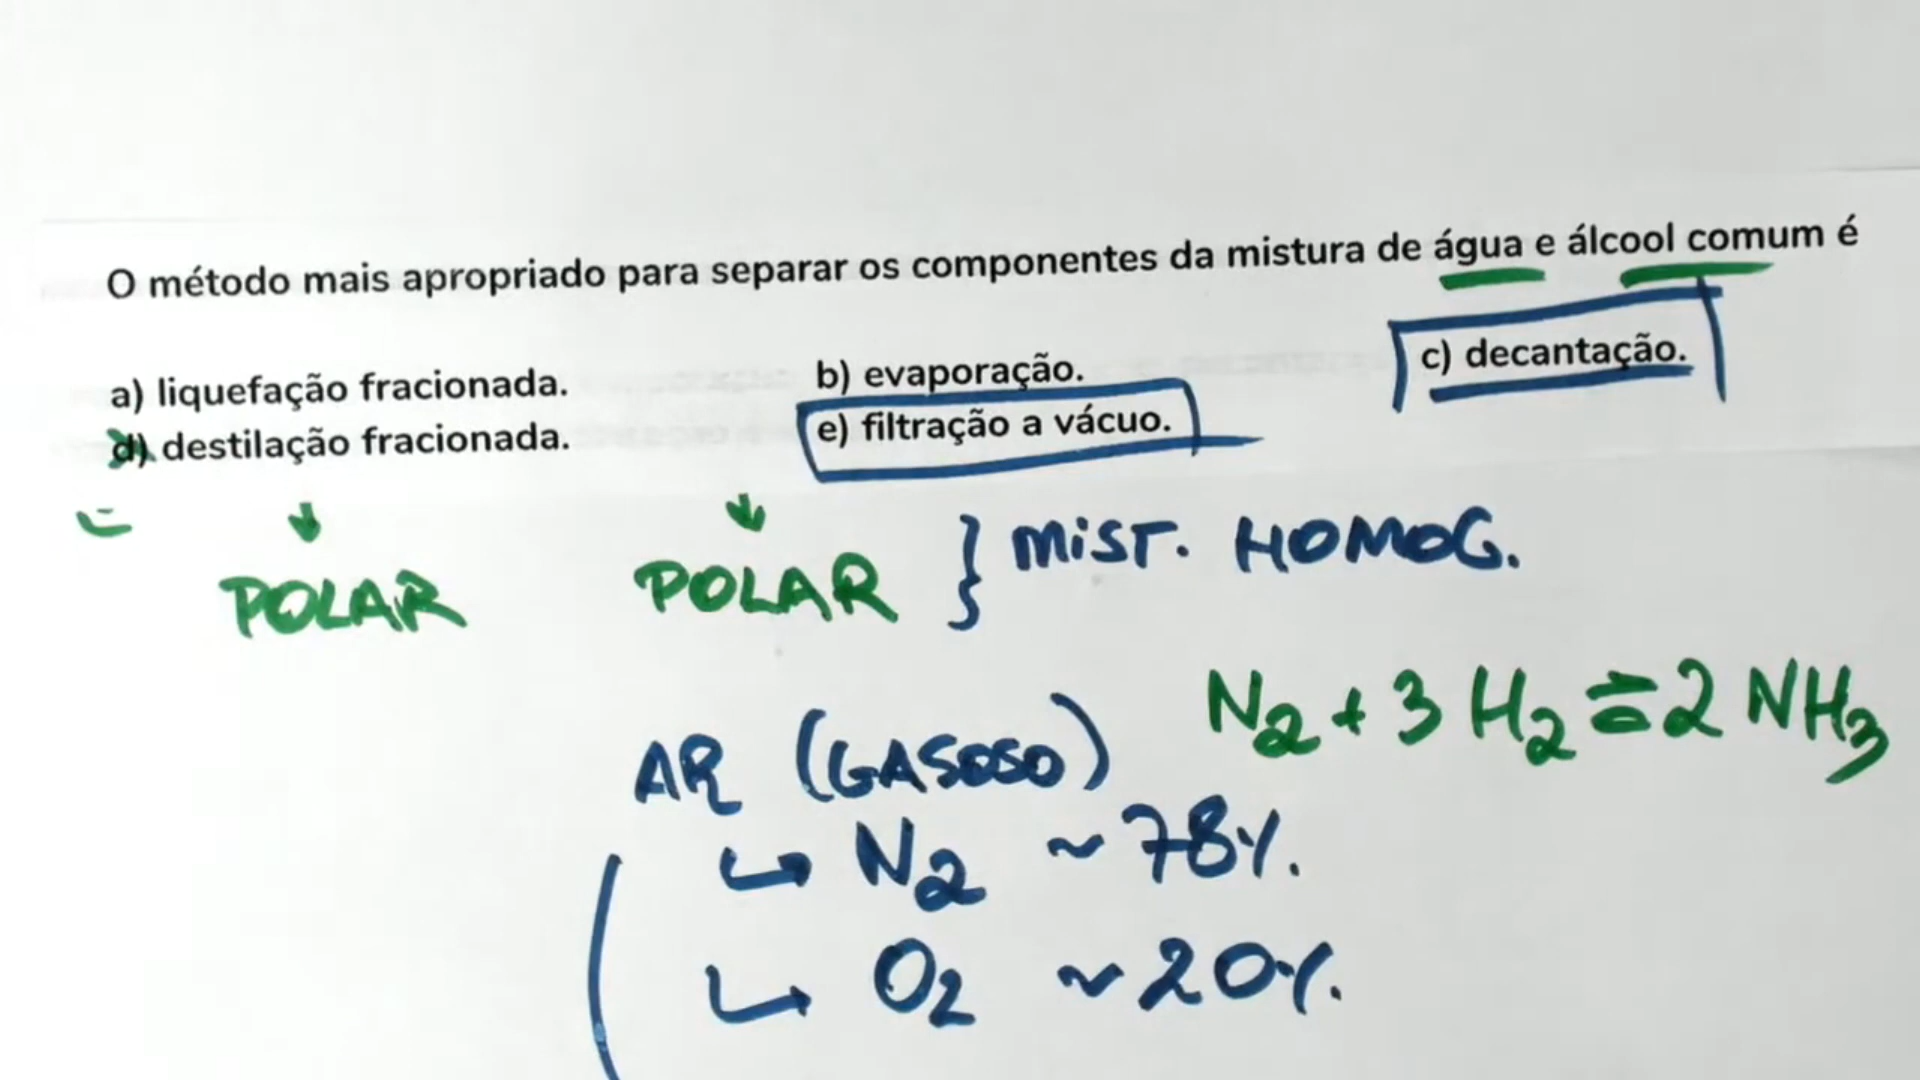 O método mais apropriado para separar os componentes da mistura de água e álcool comum é
a) liquefação fracionada. b) evaporação. c) decantação.
d) destilação fracionada. e) filtração a vácuo.
POLAR POLAR } MIST. HOMOG.
N2 + 3 H2 ⇌ 2 NH3
AR (GASOSO)
↳ N2 ~ 78%.
↳ O2 ~ 20%.